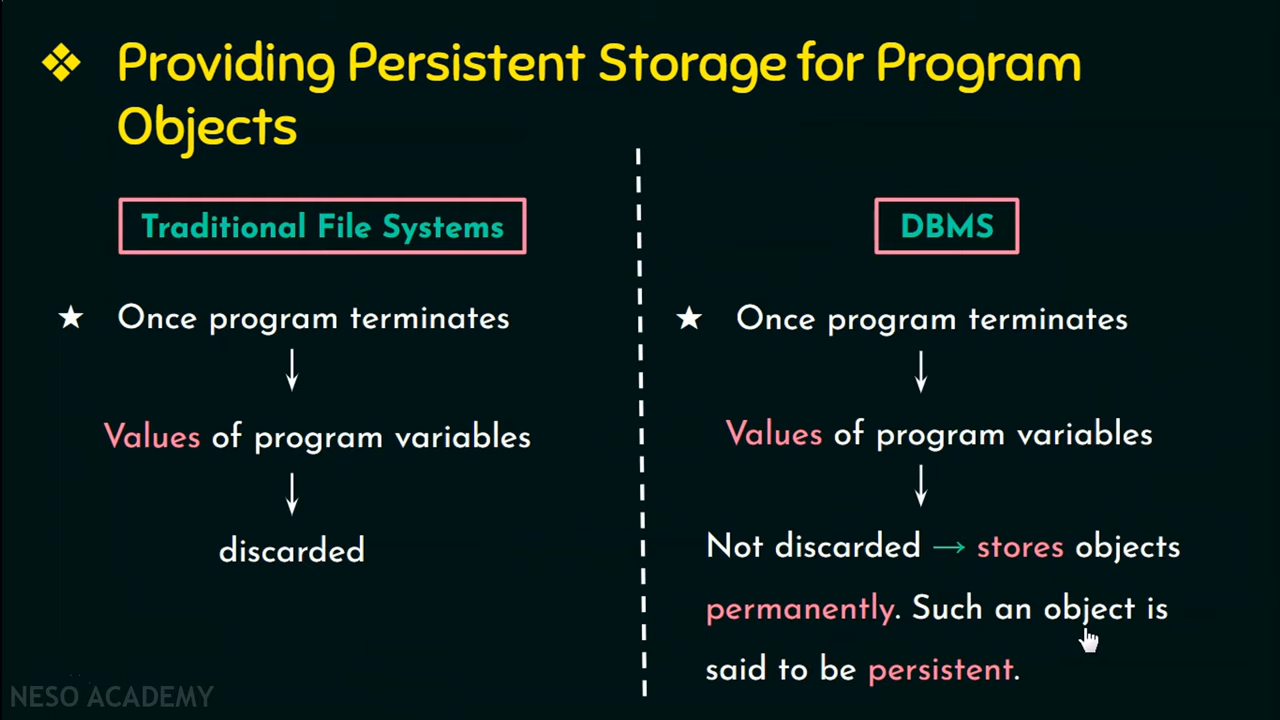 ❖ Providing Persistent Storage for Program
Objects
Traditional File Systems
★ Once program terminates
↓
Values of program variables
↓
discarded
DBMS
★ Once program terminates
↓
Values of program variables
↓
Not discarded → stores objects
permanently. Such an object is
said to be persistent.
NESO ACADEMY